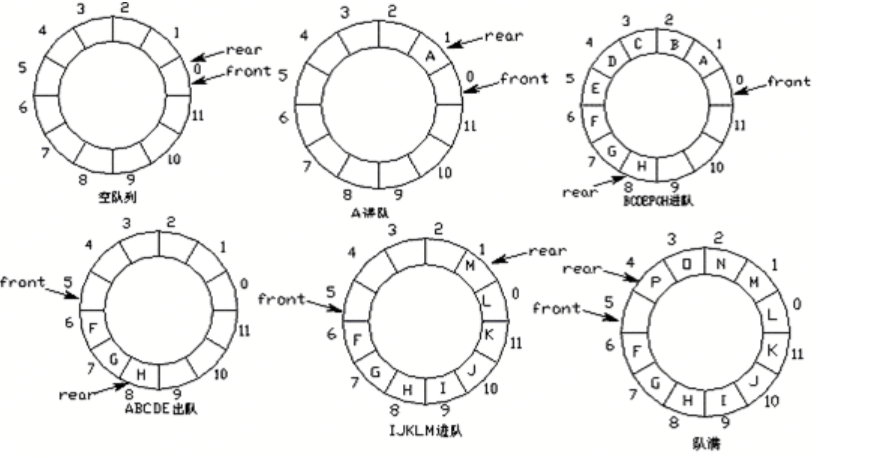 3 2
4 1
rear
5 0
front
6 11
7 10
8 9
空队列
3 2
4 1 rear
A
5 0 front
6 11
7 10
8 9
A进队
3 2
4 C B 1
D A
5 E 0 front
6 F 11
7 G H 10
rear 8 9
BCDEFGH进队
3 2
4 1
front 5 0
6 F 11
7 G H 10
rear 8 9
ABCDE出队
3 2
4 1 rear
M
front 5 L 0
6 F K 11
7 G J 10
H I
8 9
IJKLM进队
3 2
rear 4 O N 1
P M
front 5 L 0
6 F K 11
7 G J 10
H I
8 9
队满